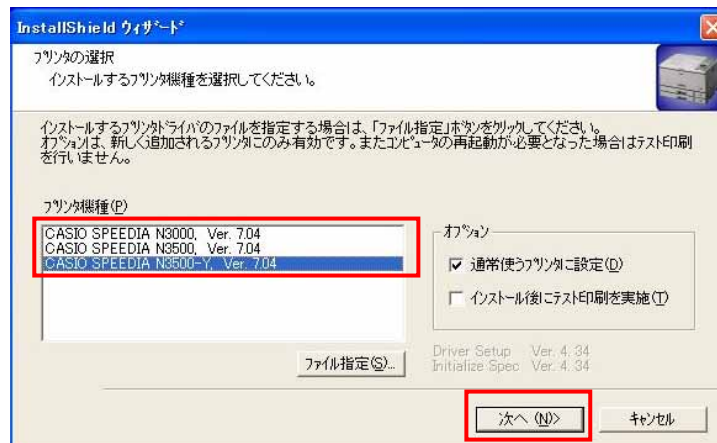 InstallShield ウィザード
プリンタの選択
インストールするプリンタ機種を選択してください。
インストールするプリンタドライバのファイルを指定する場合は、「ファイル指定」ボタンをクリックしてください。
オプションは、新しく追加されるプリンタにのみ有効です。またコンピュータの再起動が必要となった場合はテスト印刷
を行いません。
プリンタ機種(P)
CASIO SPEEDIA N3000, Ver. 7.04
CASIO SPEEDIA N3500, Ver. 7.04
CASIO SPEEDIA N3500-Y, Ver. 7.04
オプション
通常使うプリンタに設定(D)
インストール後にテスト印刷を実施(T)
ファイル指定(S)...
Driver Setup Ver. 4. 34
Initialize Spec Ver. 4. 34
次へ (N)>
キャンセル